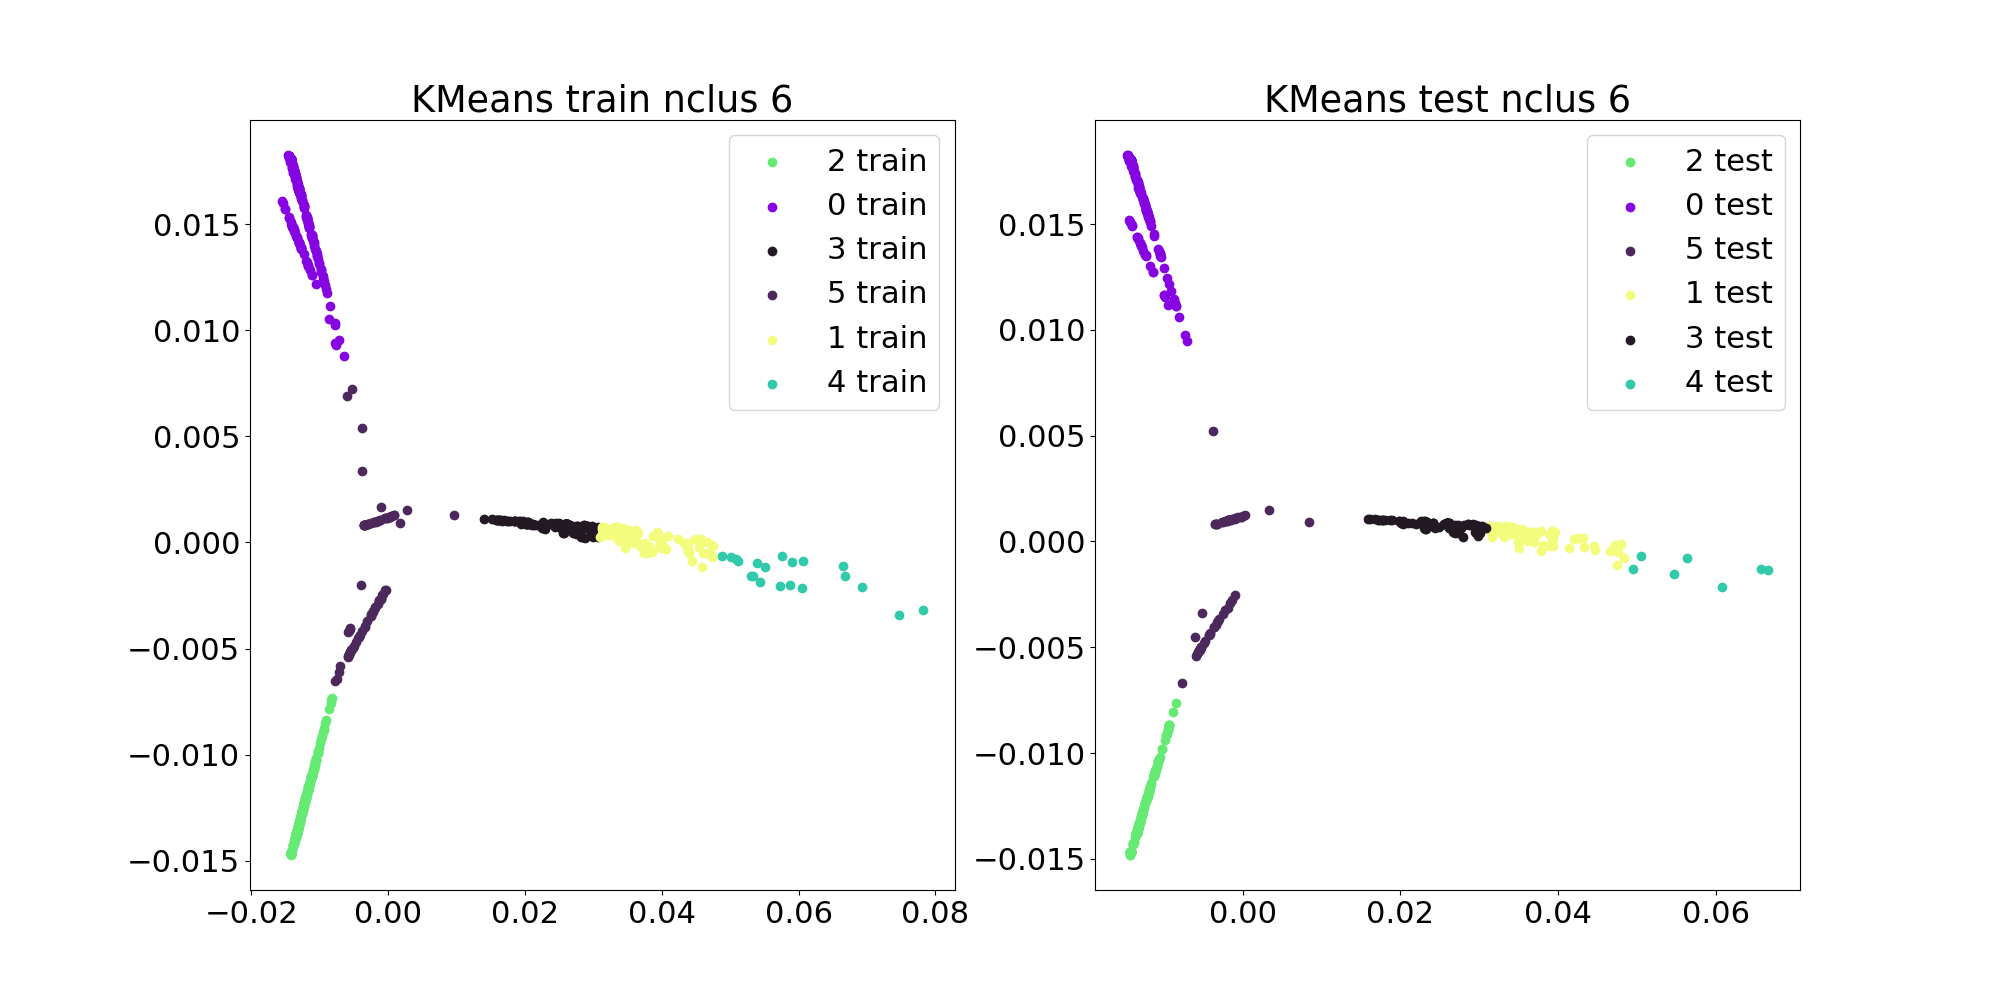 KMeans train nclus 6
2 train
0 train
3 train
5 train
1 train
4 train
0.015
0.010
0.005
0.000
−0.005
−0.010
−0.015
−0.02 0.00 0.02 0.04 0.06 0.08
KMeans test nclus 6
2 test
0 test
5 test
1 test
3 test
4 test
0.015
0.010
0.005
0.000
−0.005
−0.010
−0.015
0.00 0.02 0.04 0.06